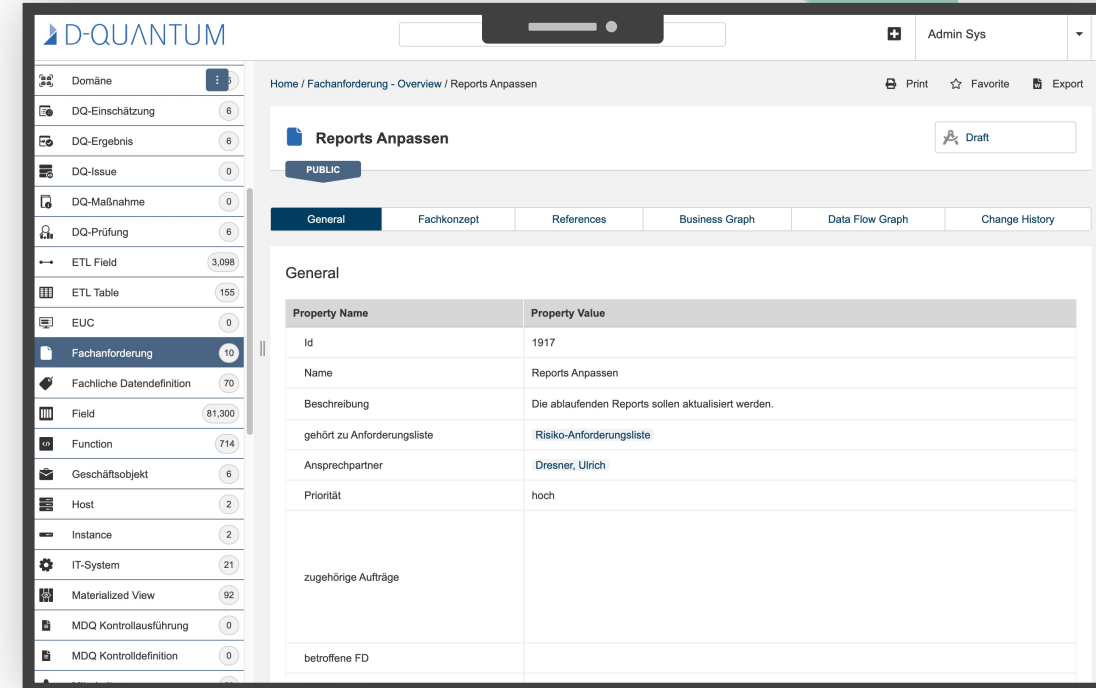 D-QUANTUM
Admin Sys
Domäne
DQ-Einschätzung 6
DQ-Ergebnis 6
DQ-Issue 0
DQ-Maßnahme 0
DQ-Prüfung 6
ETL Field 3,098
ETL Table 155
EUC 0
Fachanforderung 10
Fachliche Datendefinition 70
Field 81,300
Function 714
Geschäftsobjekt 6
Host 2
Instance 2
IT-System 21
Materialized View 92
MDQ Kontrollausführung 0
MDQ Kontrolldefinition 0
Home / Fachanforderung - Overview / Reports Anpassen
Print Favorite Export
Reports Anpassen
Draft
PUBLIC
General Fachkonzept References Business Graph Data Flow Graph Change History
General
Property Name Property Value
Id 1917
Name Reports Anpassen
Beschreibung Die ablaufenden Reports sollen aktualisiert werden.
gehört zu Anforderungsliste Risiko-Anforderungsliste
Ansprechpartner Dresner, Ulrich
Priorität hoch
zugehörige Aufträge
betroffene FD